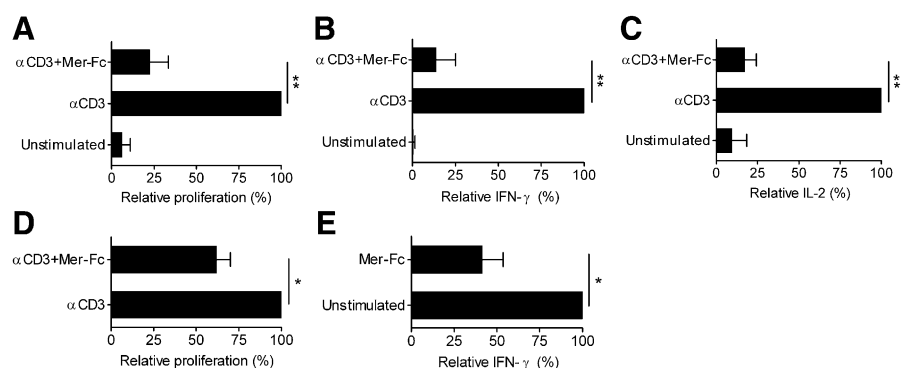 A
αCD3+Mer-Fc
αCD3
Unstimulated
**
0 25 50 75 100
Relative proliferation (%)
B
αCD3+Mer-Fc
αCD3
Unstimulated
**
0 25 50 75 100
Relative IFN-γ (%)
C
αCD3+Mer-Fc
αCD3
Unstimulated
**
0 25 50 75 100
Relative IL-2 (%)
D
αCD3+Mer-Fc
αCD3
*
0 25 50 75 100
Relative proliferation (%)
E
Mer-Fc
Unstimulated
*
0 25 50 75 100
Relative IFN-γ (%)